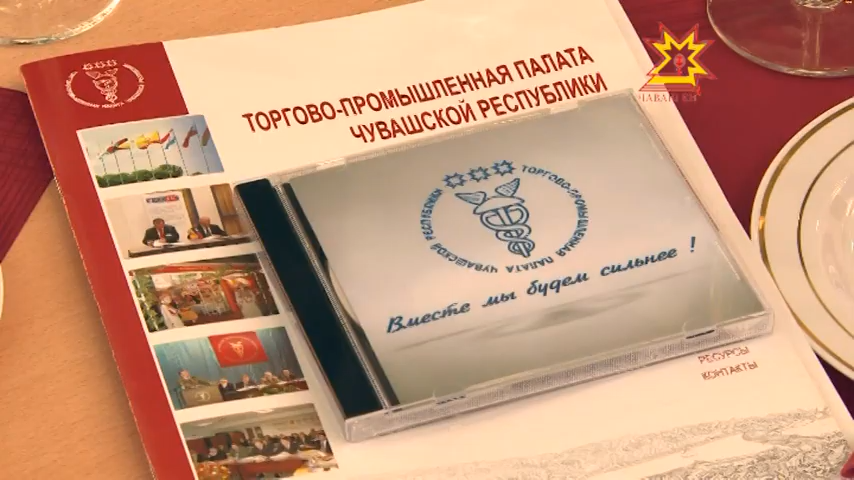 ТОРГОВО-ПРОМЫШЛЕННАЯ ПАЛАТА
ЧУВАШСКОЙ РЕСПУБЛИКИ
ТОРГОВО-ПРОМЫШЛЕННАЯ ПАЛАТА ЧУВАШСКОЙ РЕСПУБЛИКИ
Вместе мы будем сильнее !
РЕСУРСЫ
КОНТАКТЫ